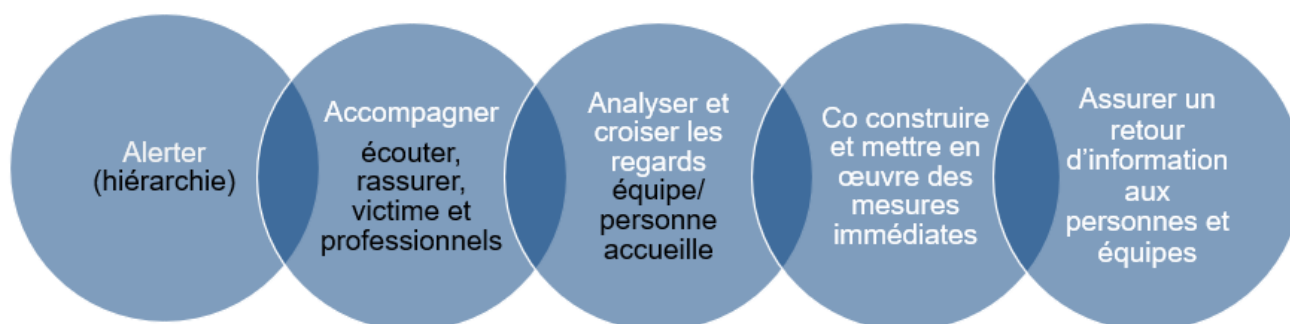 Alerter
(hiérarchie)
Accompagner
écouter,
rassurer,
victime et
professionnels
Analyser et
croiser les
regards
équipe/
personne
accueille
Co construire
et mettre en
œuvre des
mesures
immédiates
Assurer un
retour
d’information
aux
personnes et
équipes